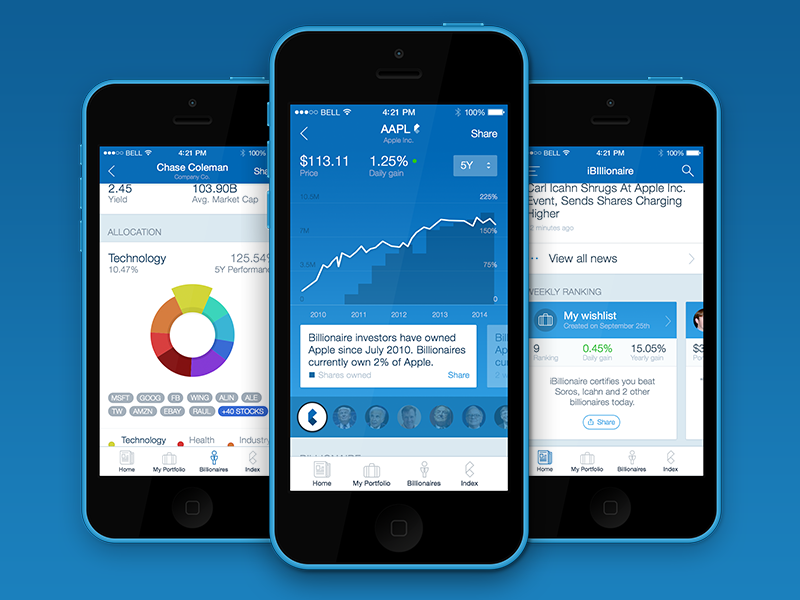 BELL 4:21 PM 100%
Chase Coleman
Company Co.
2.45
Yield
103.90B
Avg. Market Cap
ALLOCATION
Technology
10.47%
125.54%
5Y Performance
MSFT GOOG FB WING ALIN ALE
TW AMZN EBAY RAUL +40 STOCKS
Technology Health Industry
Home My Portfolio Billionaires Index
BELL 4:21 PM 100%
AAPL
Apple Inc.
Share
$113.11
Price
1.25%
Daily gain
5Y
10.5M
225%
7M
150%
3.5M
75%
0
0
2010 2011 2012 2013 2014
Billionaire investors have owned
Apple since July 2010. Billionaires
currently own 2% of Apple.
Shares owned
Share
Home My Portfolio Billionaires Index
BELL 4:21 PM 100%
iBIllionaire
Carl Icahn Shrugs At Apple Inc.
Event, Sends Shares Charging
Higher
2 minutes ago
View all news
WEEKLY RANKING
My wishlist
Created on September 25th
9
Ranking
0.45%
Daily gain
15.05%
Yearly gain
iBillionaire certifies you beat
Soros, Icahn and 2 other
billionaires today.
Share
Home My Portfolio Billionaires Index